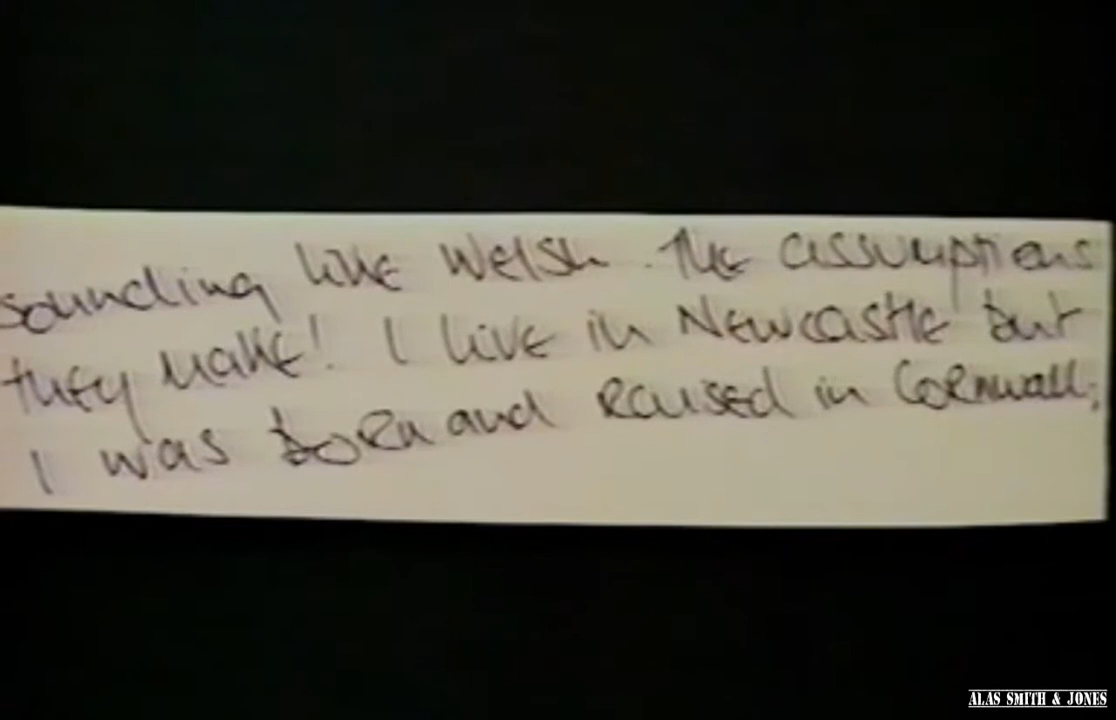 sounding like Welsh. The assumptions
they make! I live in Newcastle but
I was born and raised in Cornwall;
ALAS SMITH & JONES